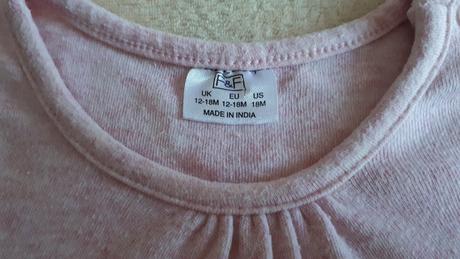 F&F
UK EU US
12-18M 12-18M 18M
MADE IN INDIA